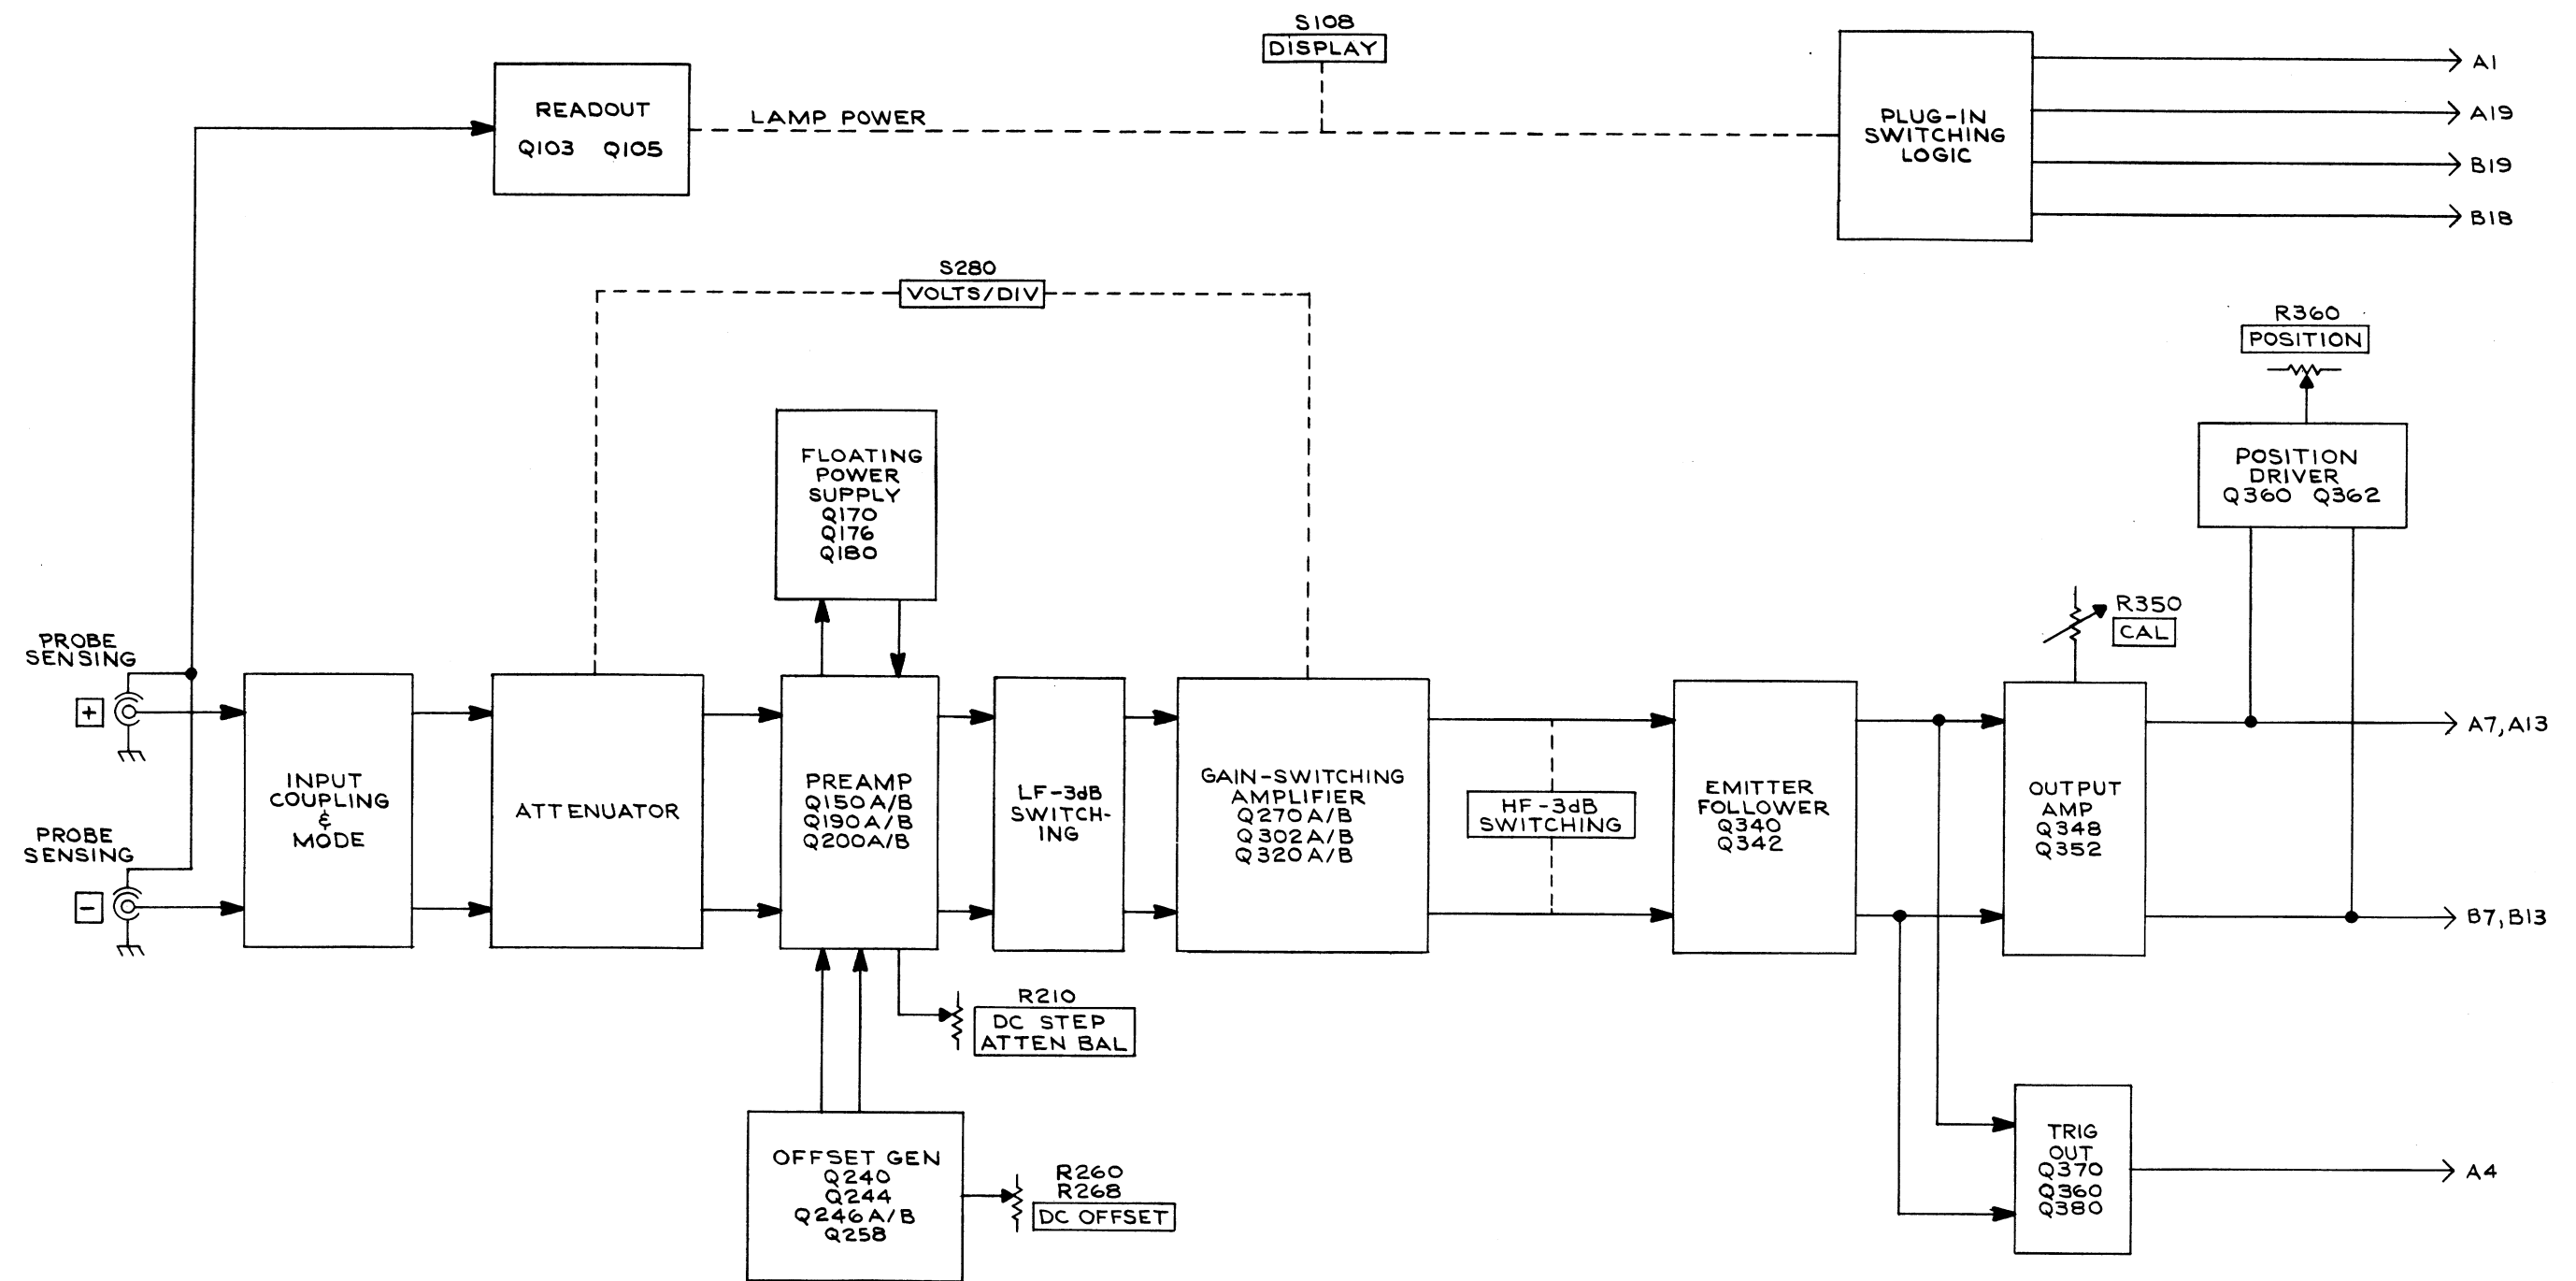 S108
DISPLAY
READOUT
Q103 Q105
LAMP POWER
PLUG-IN
SWITCHING
LOGIC
A1
A19
B19
B18
S280
VOLTS/DIV
R360
POSITION
POSITION
DRIVER
Q360 Q362
FLOATING
POWER
SUPPLY
Q170
Q176
Q180
R350
CAL
PROBE
SENSING
+
PROBE
SENSING
-
INPUT
COUPLING
&
MODE
ATTENUATOR
PREAMP
Q150A/B
Q190A/B
Q200A/B
LF-3dB
SWITCH-
ING
GAIN-SWITCHING
AMPLIFIER
Q270A/B
Q302A/B
Q320A/B
HF-3dB
SWITCHING
EMITTER
FOLLOWER
Q340
Q342
OUTPUT
AMP
Q348
Q352
A7,A13
B7,B13
R210
DC STEP
ATTEN BAL
OFFSET GEN
Q240
Q244
Q246A/B
Q258
R260
R268
DC OFFSET
TRIG
OUT
Q370
Q360
Q380
A4